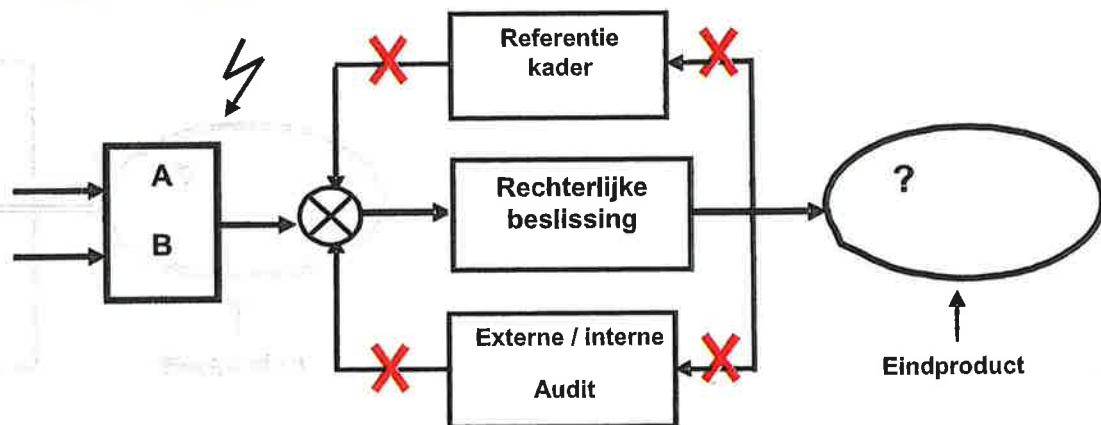 Referentie
kader
A
B
Rechterlijke
beslissing
?
Externe / interne
Audit
Eindproduct